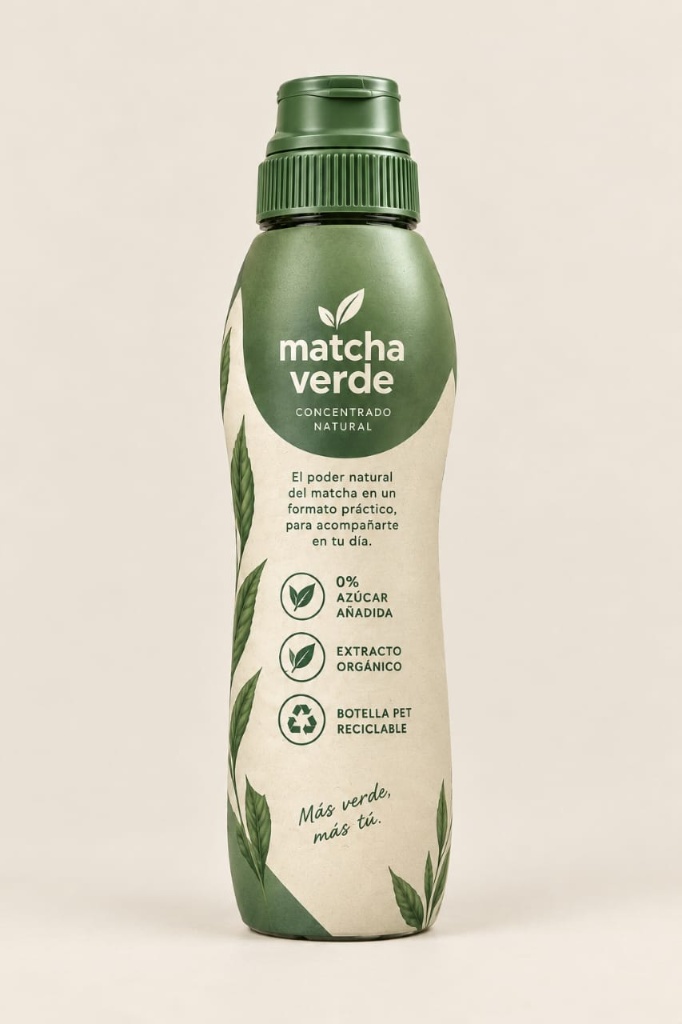 matcha
verde
CONCENTRADO
NATURAL
El poder natural
del matcha en un
formato práctico,
para acompañarte
en tu día.
0%
AZÚCAR
AÑADIDA
EXTRACTO
ORGÁNICO
BOTELLA PET
RECICLABLE
Más verde,
más tú.